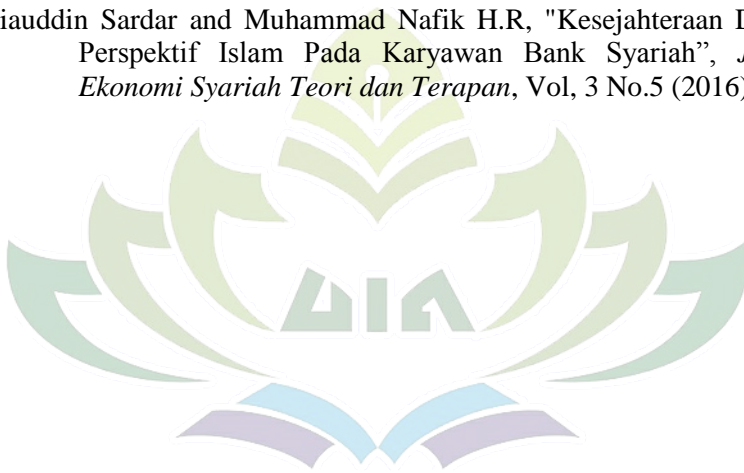 iauddin Sardar and Muhammad Nafik H.R, "Kesejahteraan D
Perspektif Islam Pada Karyawan Bank Syariah”, J
Ekonomi Syariah Teori dan Terapan, Vol, 3 No.5 (2016)
UIN